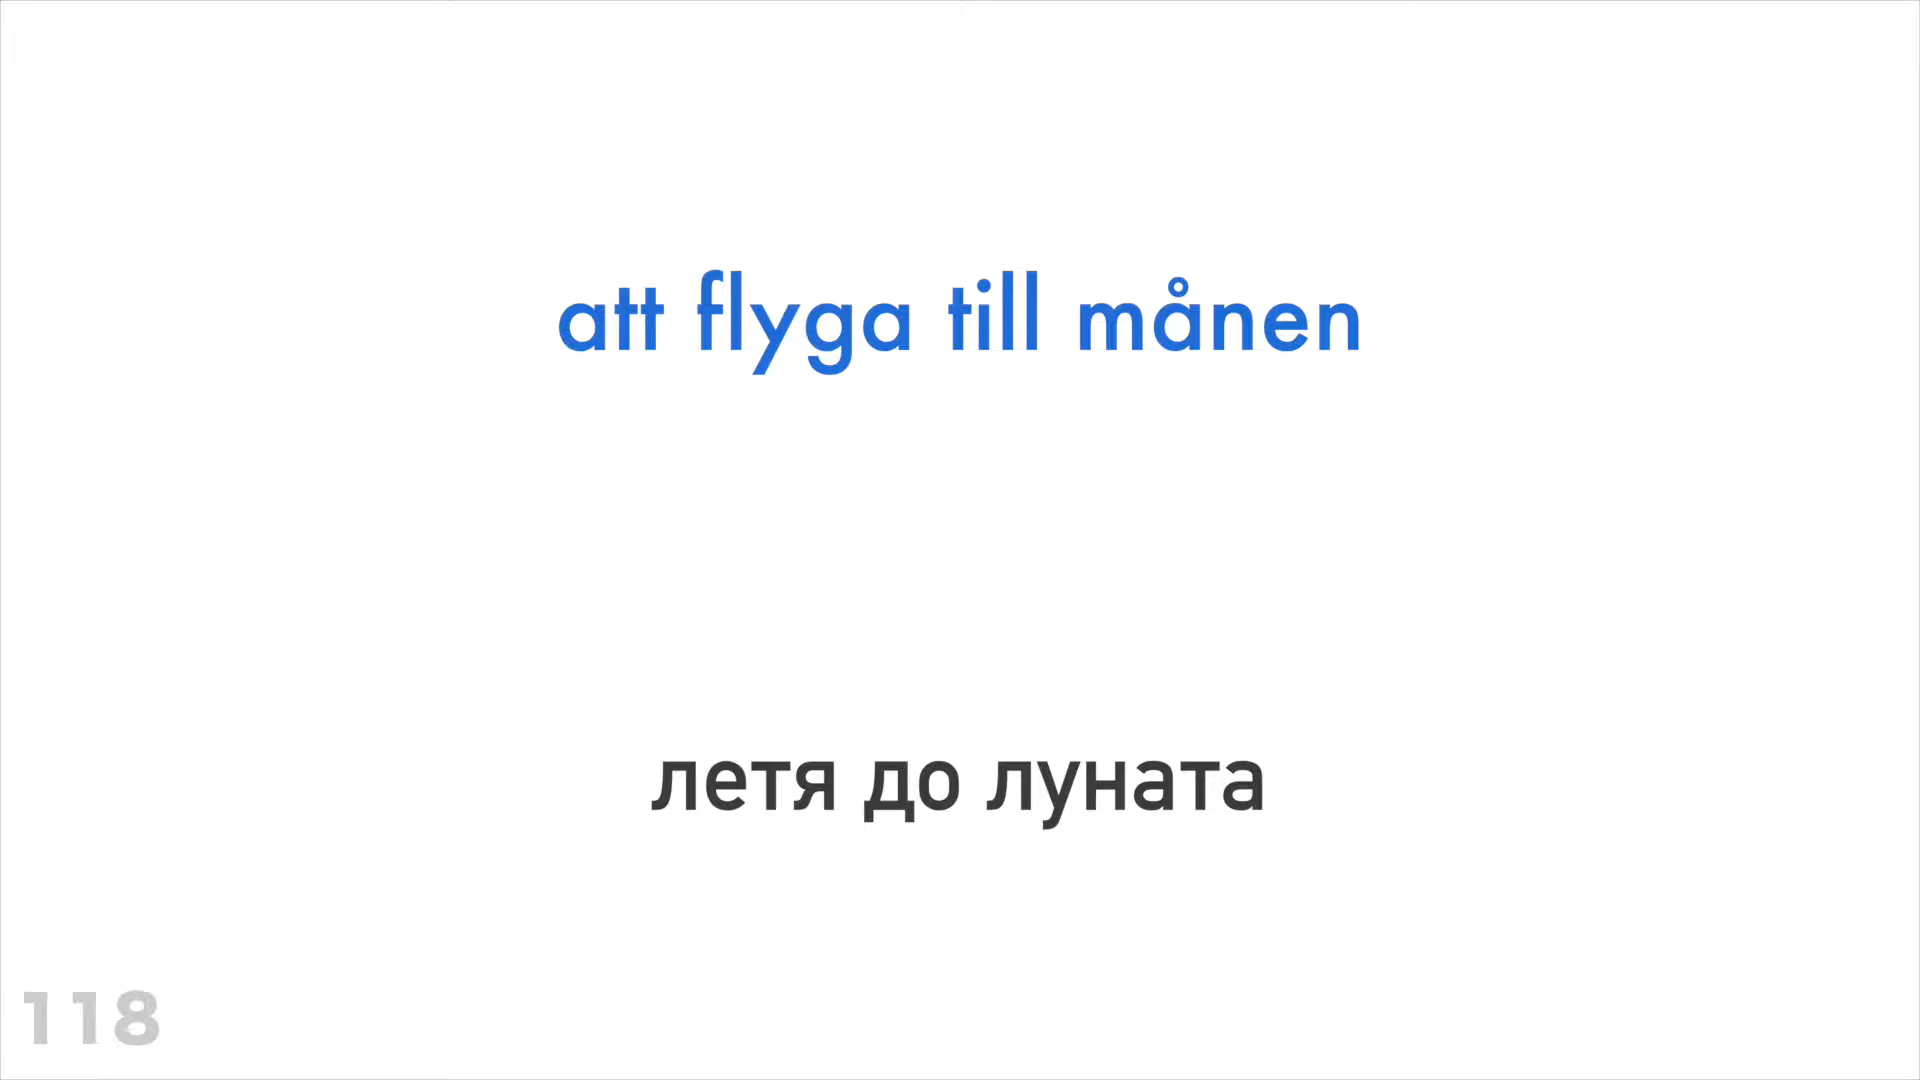 att flyga till månen
летя до луната
118